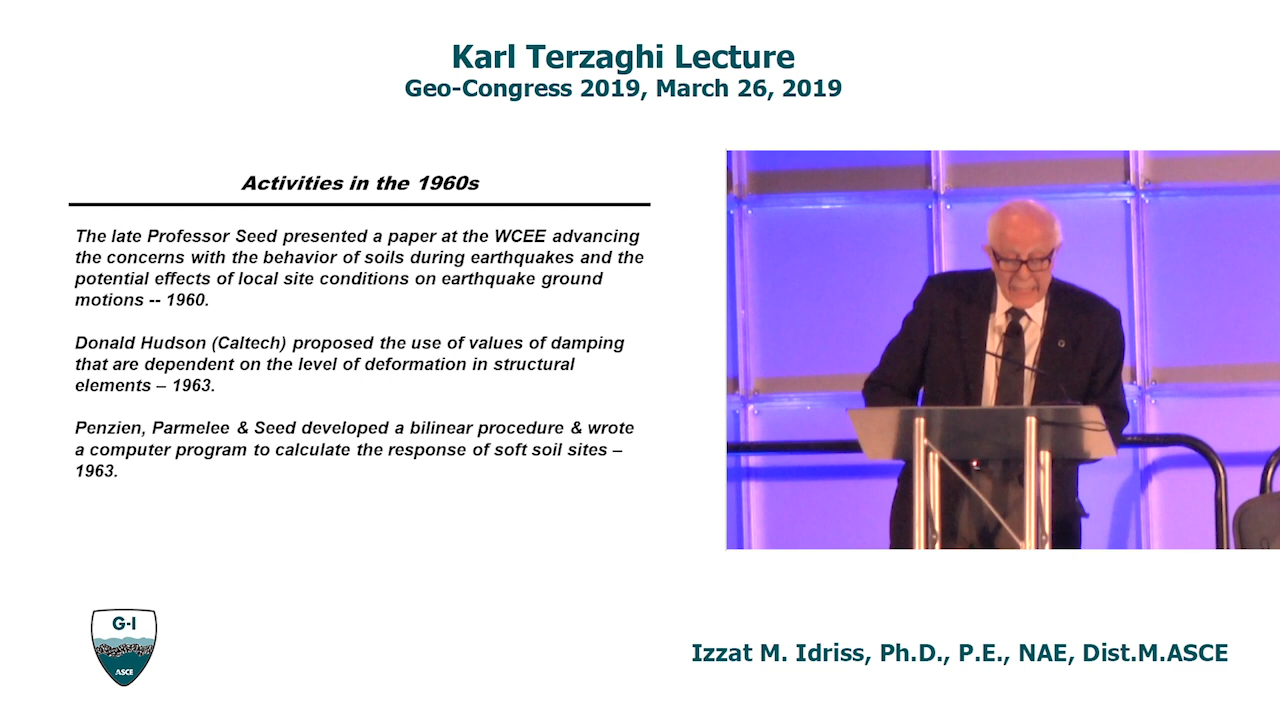 Karl Terzaghi Lecture
Geo-Congress 2019, March 26, 2019
Activities in the 1960s
The late Professor Seed presented a paper at the WCEE advancing
the concerns with the behavior of soils during earthquakes and the
potential effects of local site conditions on earthquake ground
motions -- 1960.
Donald Hudson (Caltech) proposed the use of values of damping
that are dependent on the level of deformation in structural
elements – 1963.
Penzien, Parmelee & Seed developed a bilinear procedure & wrote
a computer program to calculate the response of soft soil sites –
1963.
G-I
ASCE
Izzat M. Idriss, Ph.D., P.E., NAE, Dist.M.ASCE